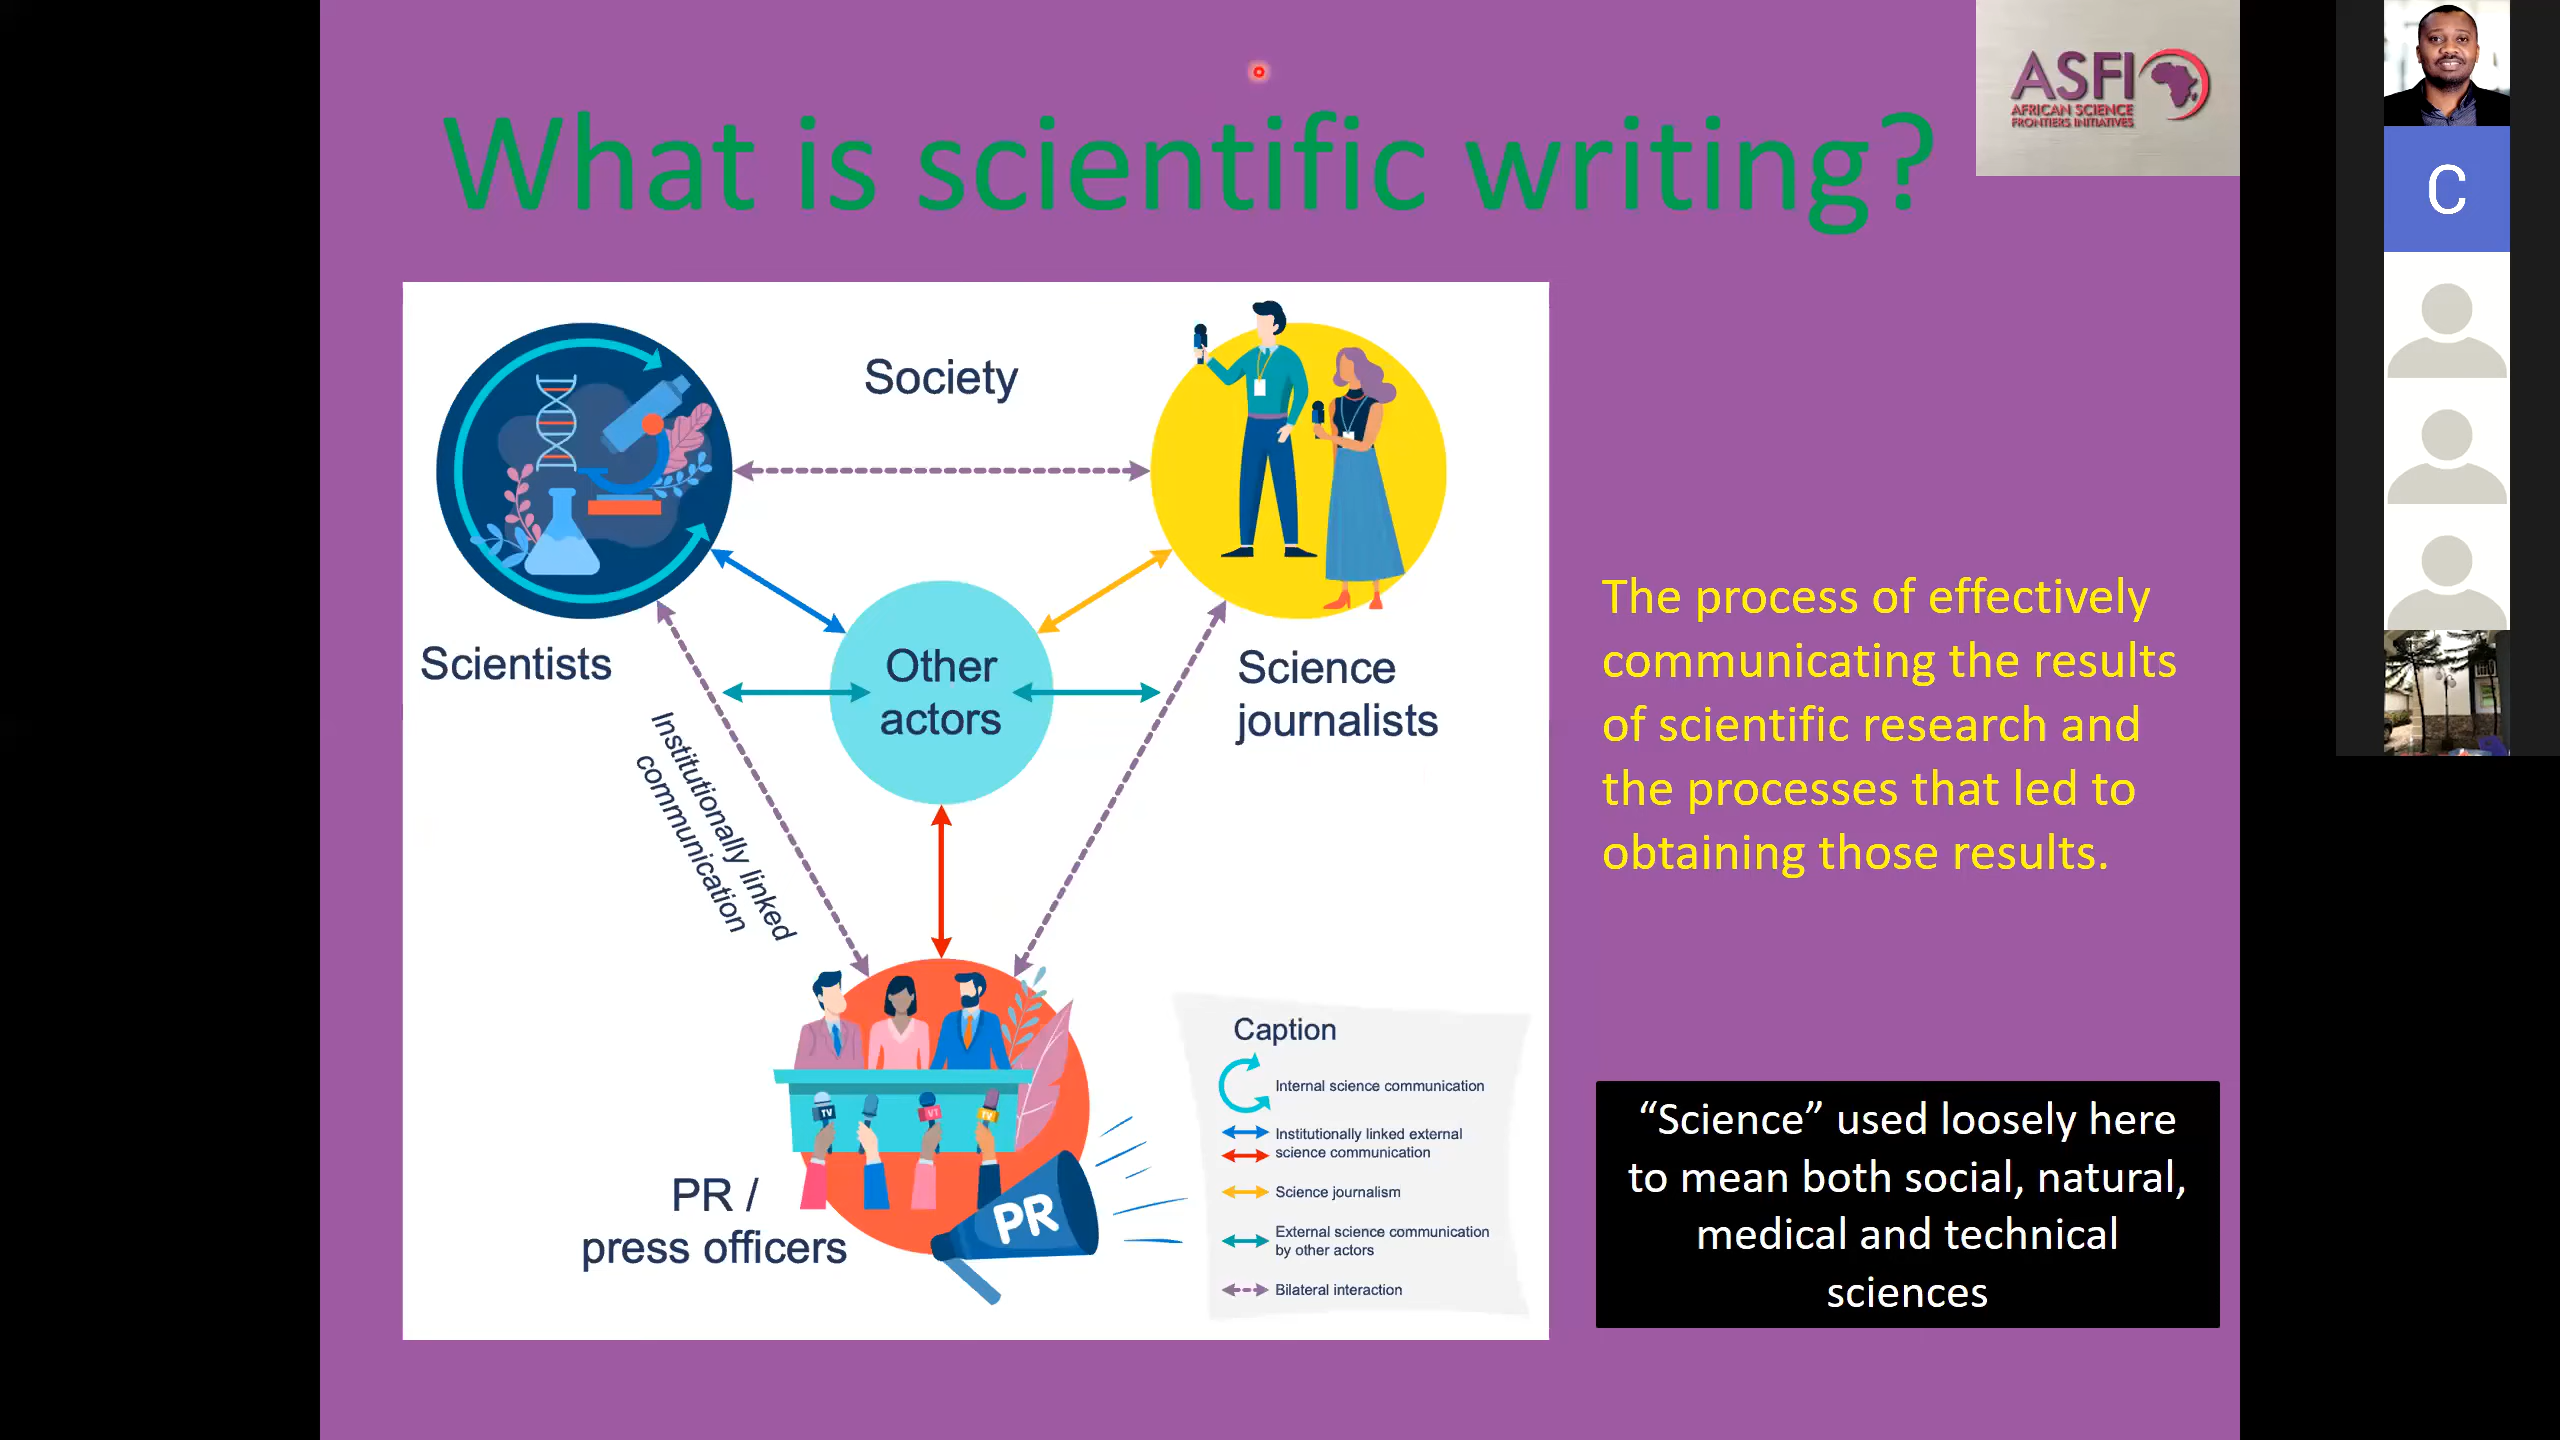 What is scientific writing?
ASFI
AFRICAN SCIENCE
FRONTIERS INITIATIVES
C
Society
Scientists
Science
journalists
Other
actors
Institutionally linked
communication
PR /
press officers
TV
VT
TV
PR
Caption
Internal science communication
Institutionally linked external
science communication
Science journalism
External science communication
by other actors
Bilateral interaction
The process of effectively
communicating the results
of scientific research and
the processes that led to
obtaining those results.
“Science” used loosely here
to mean both social, natural,
medical and technical
sciences